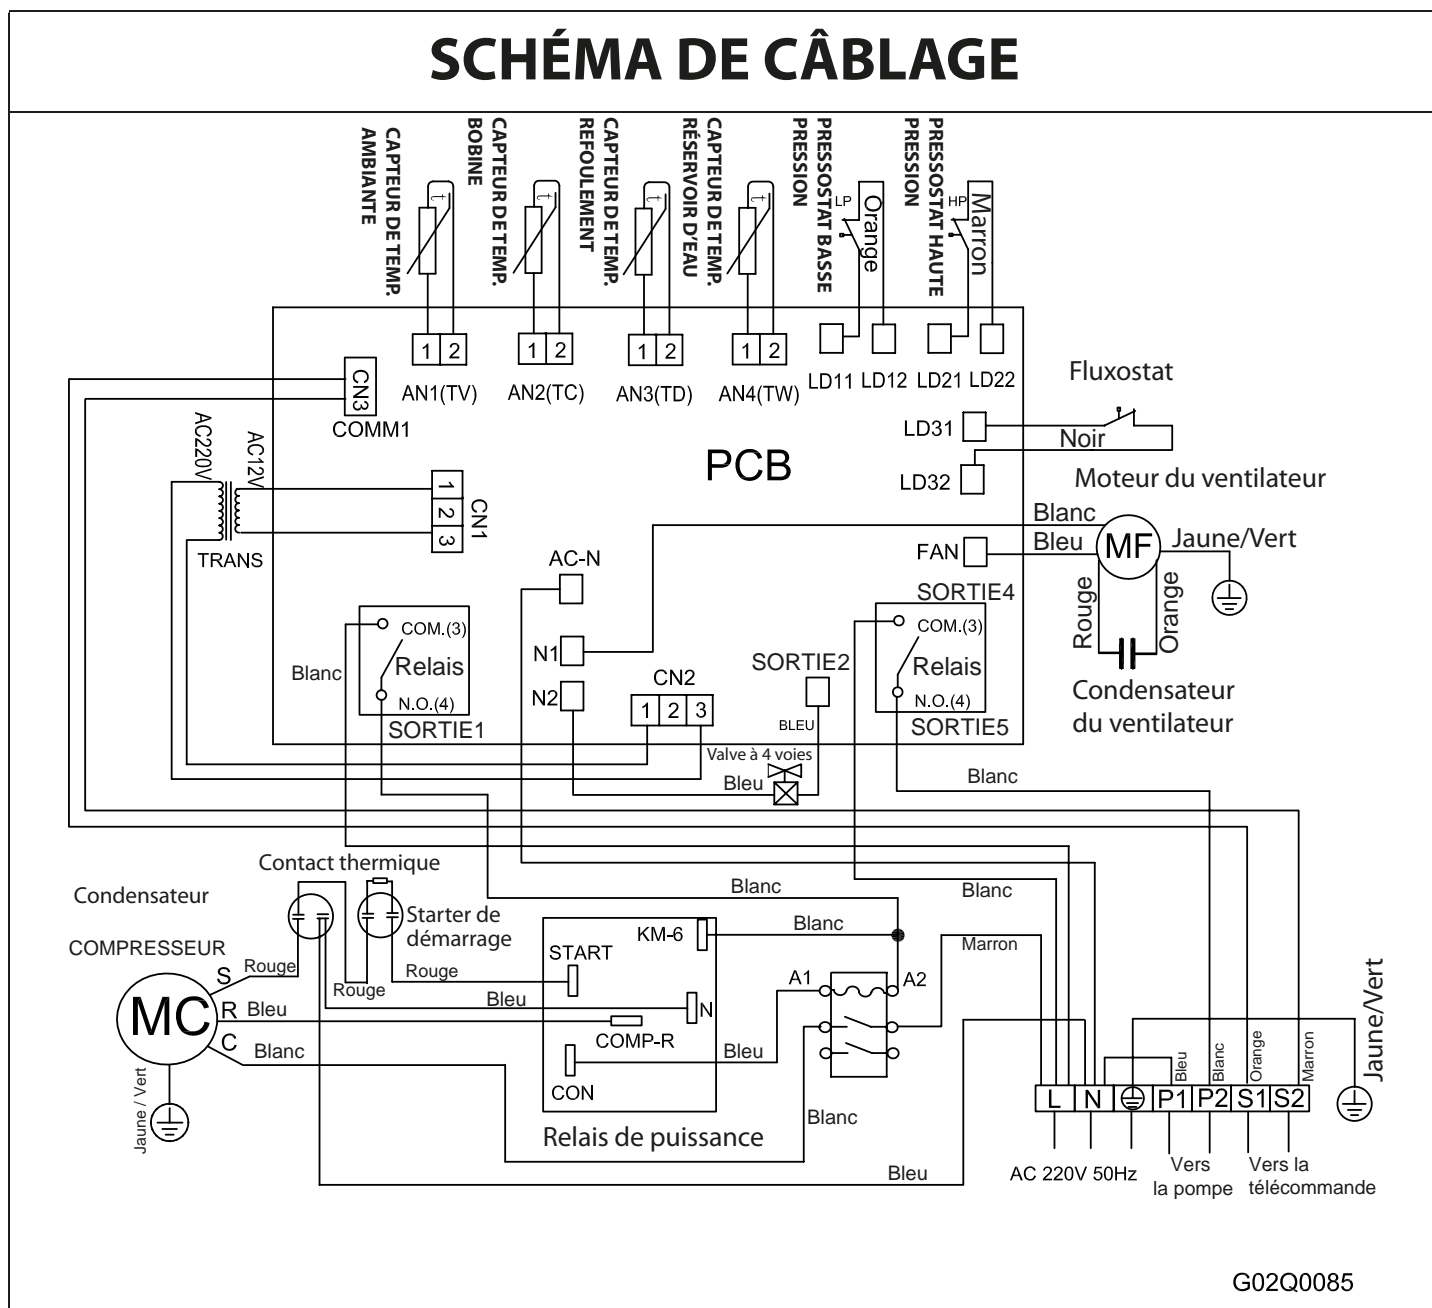 SCHÉMA DE CÂBLAGE
CAPTEUR DE TEMP.
AMBIANTE
CAPTEUR DE TEMP.
BOBINE
CAPTEUR DE TEMP.
REFOULEMENT
CAPTEUR DE TEMP.
RÉSERVOIR D'EAU
PRESSOSTAT BASSE
PRESSION
PRESSOSTAT HAUTE
PRESSION
t
t
t
t
LP
Orange
HP
Marron
1 2
1 2
1 2
1 2
AN1(TV)
AN2(TC)
AN3(TD)
AN4(TW)
LD11
LD12
LD21
LD22
CN3
COMM1
Fluxostat
LD31
Noir
LD32
PCB
AC220V
AC12V
TRANS
1
2
3
CN1
Moteur du ventilateur
Blanc
Bleu
MF
Jaune/Vert
FAN
SORTIE4
Rouge
Orange
Condensateur
du ventilateur
AC-N
N1
N2
COM.(3)
Relais
N.O.(4)
SORTIE1
Blanc
CN2
1 2 3
SORTIE2
BLEU
COM.(3)
Relais
N.O.(4)
SORTIE5
Valve à 4 voies
Bleu
Blanc
Contact thermique
Condensateur
Starter de
démarrage
Blanc
Blanc
COMPRESSEUR
MC
S
Rouge
R
Bleu
C
Blanc
Rouge
Rouge
Bleu
Jaune / Vert
START
KM-6
N
COMP-R
CON
Relais de puissance
Blanc
A1
A2
Marron
Bleu
Blanc
Bleu
Bleu
Blanc
Orange
Marron
Jaune/Vert
L N P1 P2 S1 S2
AC 220V 50Hz
Vers
la pompe
Vers la
télécommande
G02Q0085